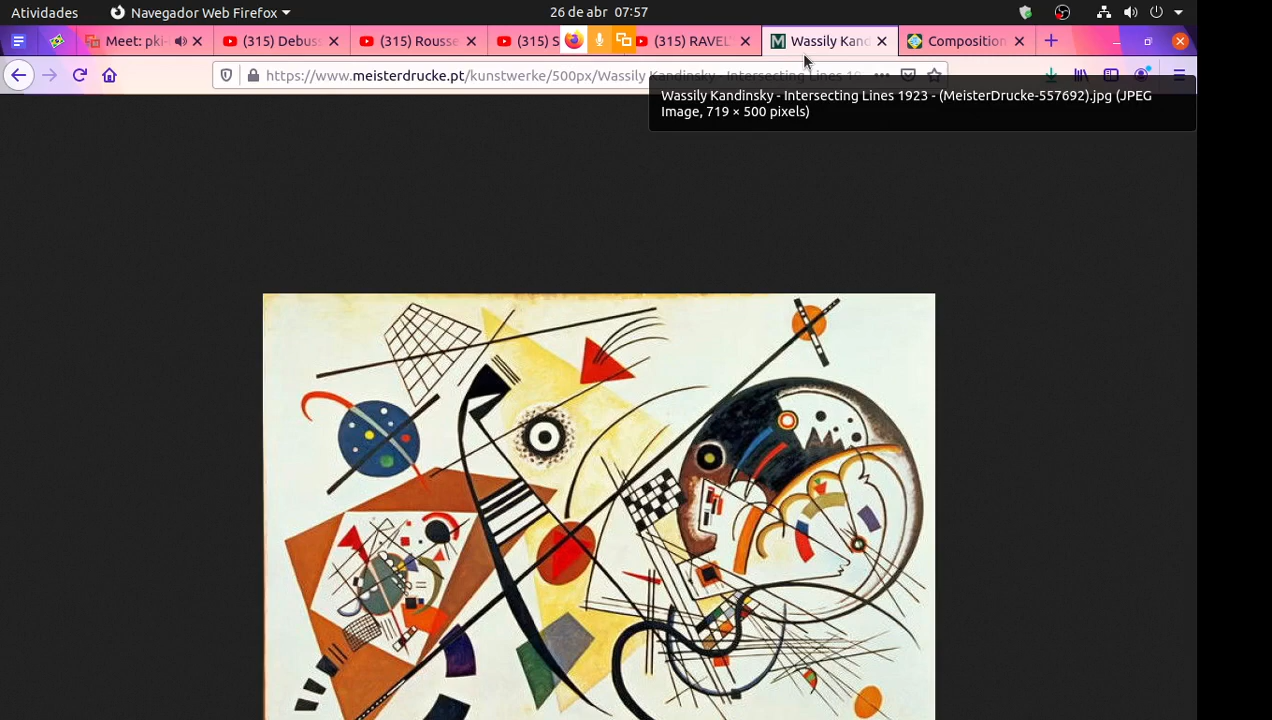 Atividades
Navegador Web Firefox
26 de abr 07:57
Meet: pki-
(315) Debus
(315) Rousse
(315) S
(315) RAVEL'
Wassily Kand
Composition
https://www.meisterdrucke.pt/kunstwerke/500px/Wassily Kandinsky - Intersecting Lines 19
Wassily Kandinsky - Intersecting Lines 1923 - (MeisterDrucke-557692).jpg (JPEG
Image, 719 × 500 pixels)